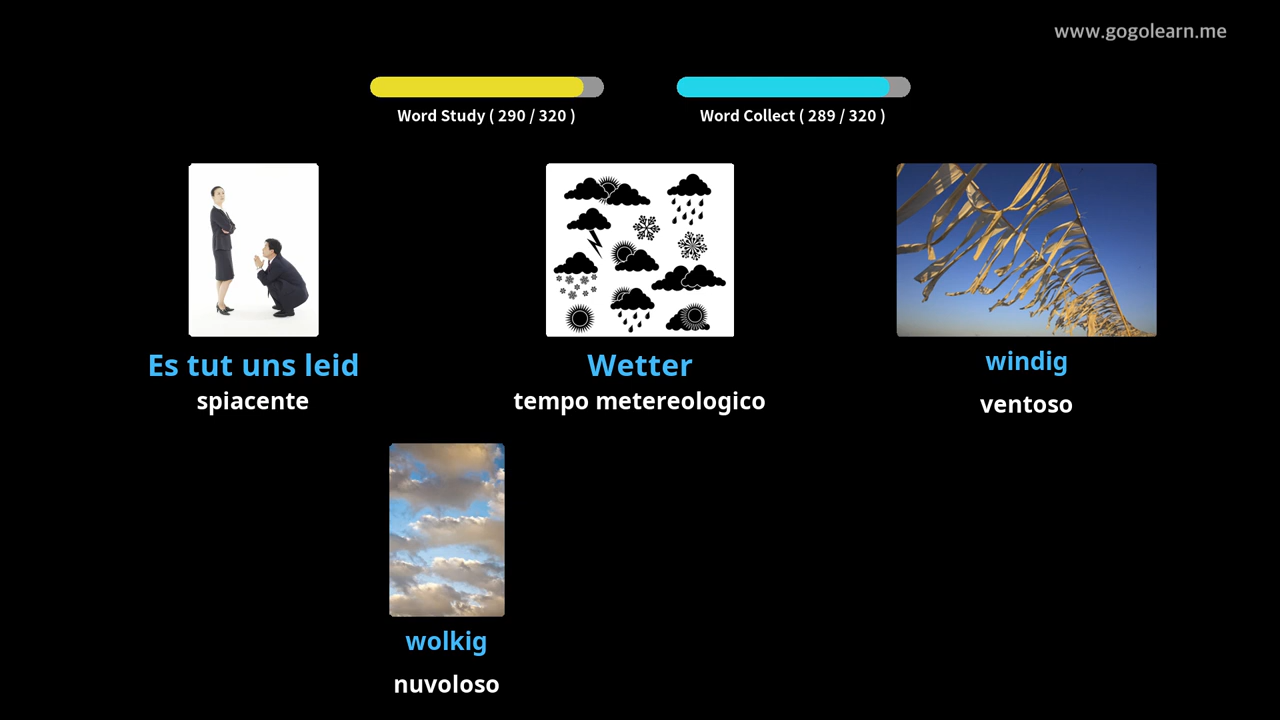 www.gogolearn.me
Word Study ( 290 / 320 )
Word Collect ( 289 / 320 )
Es tut uns leid
spiacente
Wetter
tempo metereologico
windig
ventoso
wolkig
nuvoloso